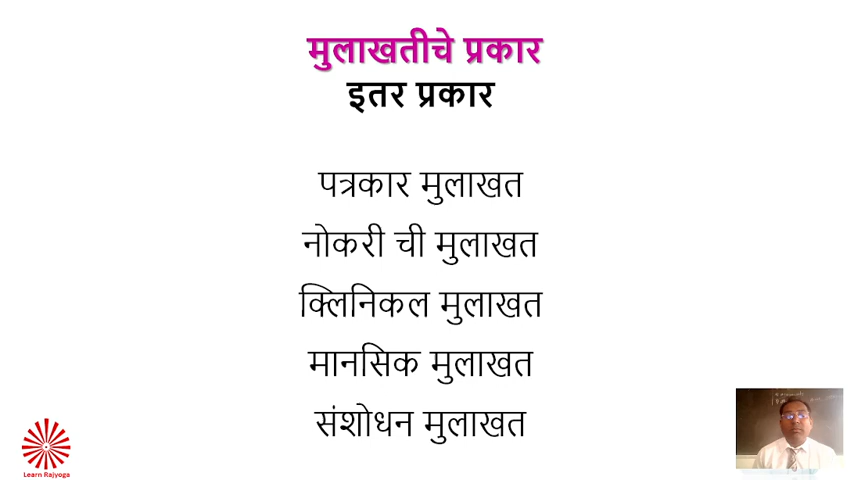 मुलाखतीचे प्रकार
इतर प्रकार
पत्रकार मुलाखत
नोकरी ची मुलाखत
क्लिनिकल मुलाखत
मानसिक मुलाखत
संशोधन मुलाखत
Learn Rajyoga